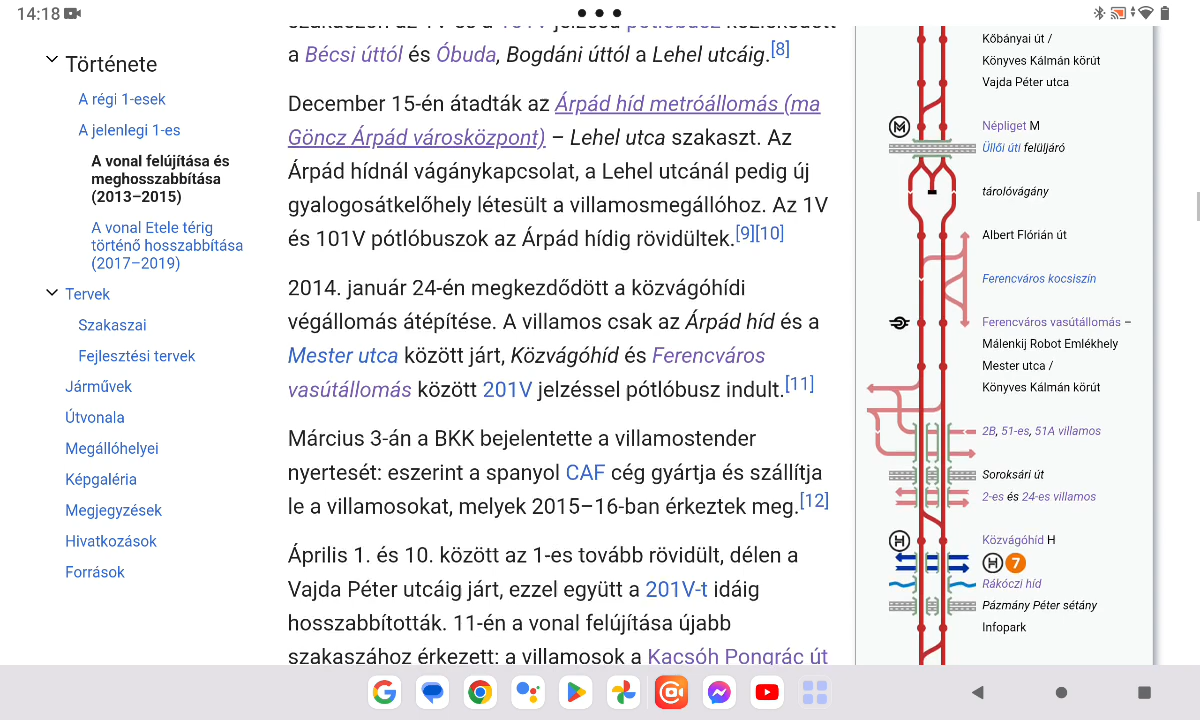 14:18
Története
A régi 1-esek
A jelenlegi 1-es
A vonal felújítása és
meghosszabbítása
(2013–2015)
A vonal Etele térig
történő hosszabbítása
(2017–2019)
Tervek
Szakaszai
Fejlesztési tervek
Járművek
Útvonala
Megállóhelyei
Képgaléria
Megjegyzések
Hivatkozások
Források
a Bécsi úttól és Óbuda, Bogdáni úttól a Lehel utcáig.[8]
December 15-én átadták az Árpád híd metróállomás (ma
Göncz Árpád városközpont) – Lehel utca szakaszt. Az
Árpád hídnál vágánykapcsolat, a Lehel utcánál pedig új
gyalogosátkelőhely létesült a villamosmegállóhoz. Az 1V
és 101V pótlóbuszok az Árpád hídig rövidültek.[9][10]
2014. január 24-én megkezdődött a közvágóhídi
végállomás átépítése. A villamos csak az Árpád híd és a
Mester utca között járt, Közvágóhíd és Ferencváros
vasútállomás között 201V jelzéssel pótlóbusz indult.[11]
Március 3-án a BKK bejelentette a villamostender
nyertesét: eszerint a spanyol CAF cég gyártja és szállítja
le a villamosokat, melyek 2015–16-ban érkeztek meg.[12]
Április 1. és 10. között az 1-es tovább rövidült, délen a
Vajda Péter utcáig járt, ezzel együtt a 201V-t idáig
hosszabbították. 11-én a vonal felújítása újabb
szakaszához érkezett: a villamosok a Kacsóh Pongrác út
Kőbányai út /
Könyves Kálmán körút
Vajda Péter utca
M
Népliget M
Üllői úti felüljáró
tárolóvágány
Albert Flórián út
Ferencváros kocsiszín
Ferencváros vasútállomás –
Málenkij Robot Emlékhely
Mester utca /
Könyves Kálmán körút
2B, 51-es, 51A villamos
Soroksári út
2-es és 24-es villamos
H
Közvágóhíd H
H 7
Rákóczi híd
Pázmány Péter sétány
Infopark